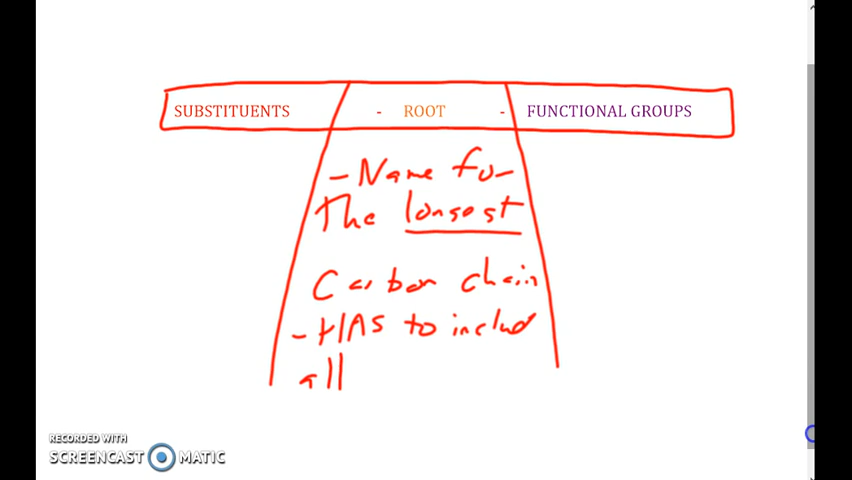 SUBSTITUENTS - ROOT - FUNCTIONAL GROUPS
- Name for
The longest
Carbon chain
- HAS to includ
all
RECORDED WITH
SCREENCAST MATIC